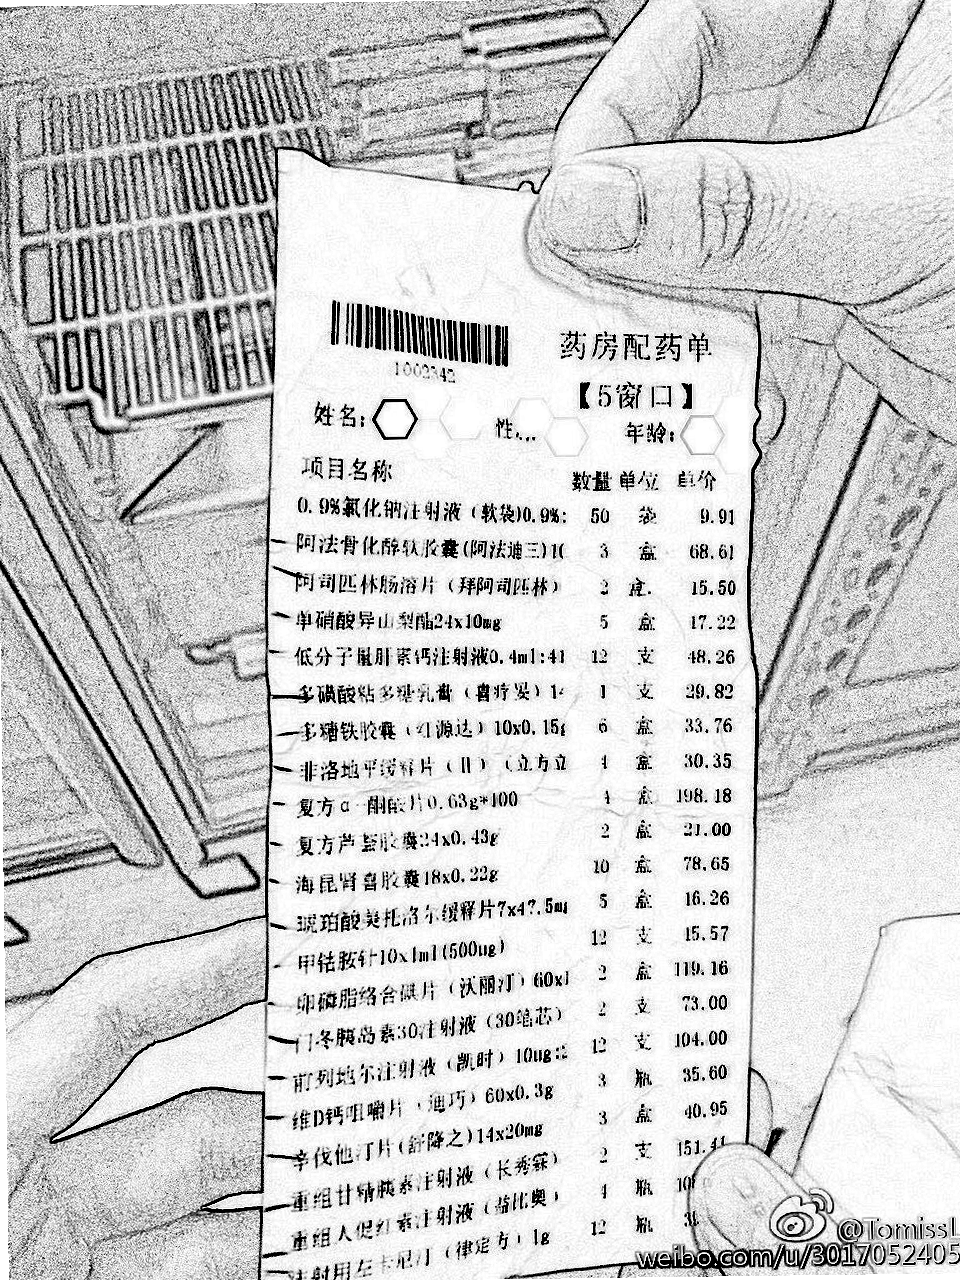 1002342
药房配药单
【5窗口】
姓名: 性... 年龄:
项目名称 数量 单位 单价
0.9%氯化钠注射液（软袋)0.9%: 50 袋 9.91
阿法骨化醇软胶囊(阿法迪三)1( 3 盒 68.61
阿司匹林肠溶片（拜阿司匹林） 2 盒 15.50
单硝酸异山梨酯24x10mg 5 盒 17.22
低分子量肝素钙注射液0.4ml:41 12 支 48.26
多磺酸粘多糖乳膏（喜疗妥）14 1 支 29.82
多糖铁胶囊（红源达）10x0.15g 6 盒 33.76
非洛地平缓释片（II）（立方立 4 盒 30.35
复方α-酮酸片0.63g*100 4 盒 198.18
复方芦荟胶囊24x0.43g 2 盒 21.00
海昆肾喜胶囊18x0.22g 10 盒 78.65
琥珀酸美托洛尔缓释片7x47.5mg 5 盒 16.26
甲钴胺针10x1ml(500ug) 12 支 15.57
卵磷脂络合碘片（沃丽汀）60x1 2 盒 119.16
门冬胰岛素30注射液（30笔芯） 2 支 73.00
前列地尔注射液（凯时）10ug:2 12 支 104.00
维D钙咀嚼片（迪巧）60x0.3g 3 瓶 35.60
辛伐他汀片(舒降之)14x20mg 3 盒 40.95
重组甘精胰素注射液（长秀霖） 2 支 151.41
重组人促红素注射液（益比奥） 4 瓶
注射用左卡尼汀（律定方）1g 12 瓶
@TomissL
weibo.com/u/3017052405